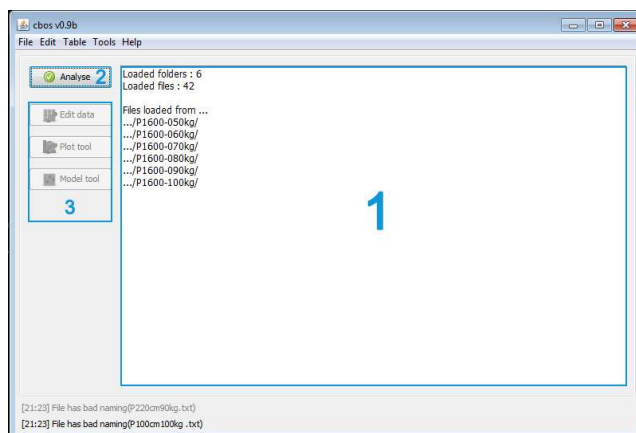 cbos v0.9b
File Edit Table Tools Help
Analyse 2
Edit data
Plot tool
Model tool
3
Loaded folders : 6
Loaded files : 42
Files loaded from ...
.../P1600-050kg/
.../P1600-060kg/
.../P1600-070kg/
.../P1600-080kg/
.../P1600-090kg/
.../P1600-100kg/
1
[21:23] File has bad naming(P220cm90kg.txt)
[21:23] File has bad naming(P100cm100kg .txt)